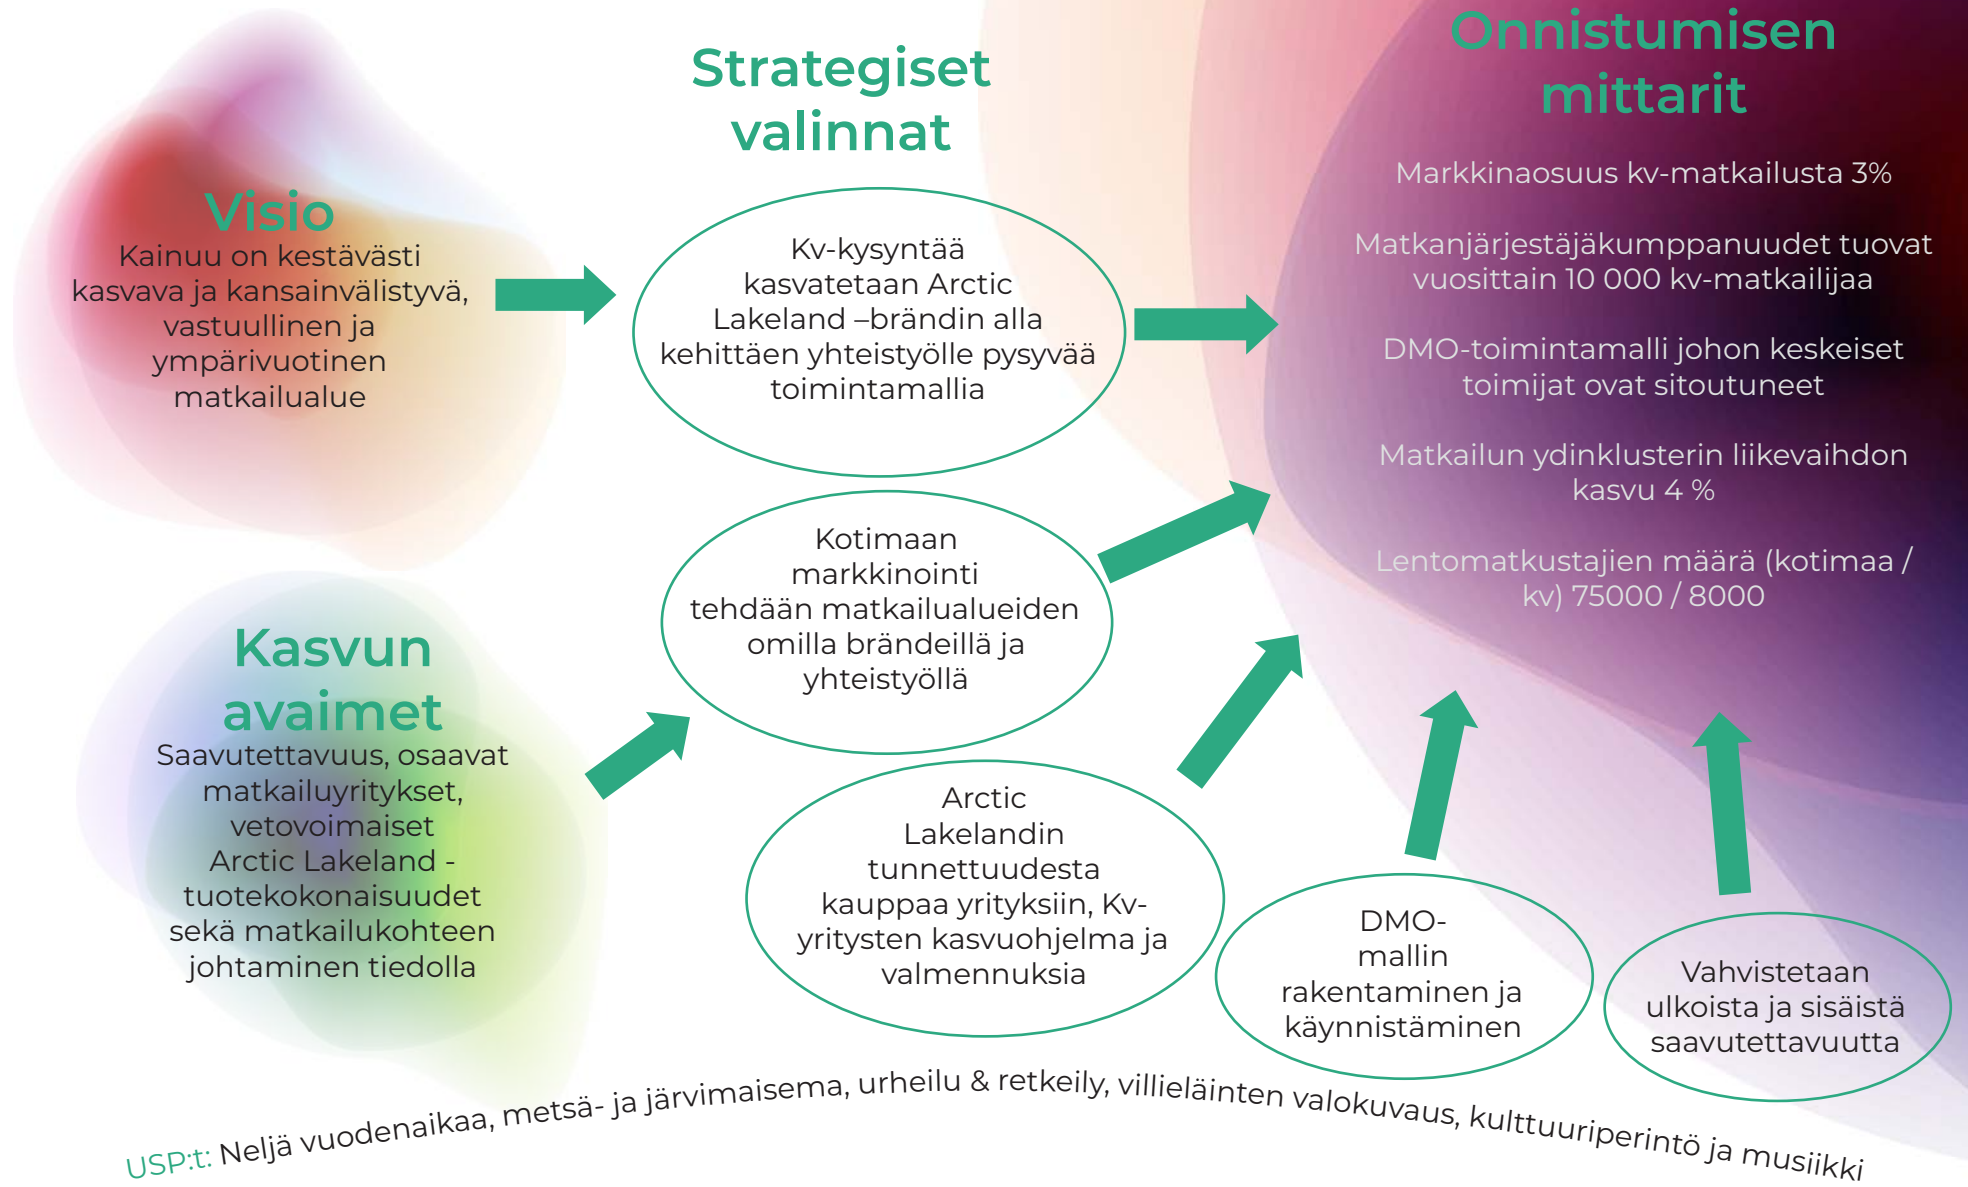 Visio
Kainuu on kestävästi
kasvava ja kansainvälistyvä,
vastuullinen ja
ympärivuotinen
matkailualue
Kasvun
avaimet
Saavutettavuus, osaavat
matkailuyritykset,
vetovoimaiset
Arctic Lakeland -
tuotekokonaisuudet
sekä matkailukohteen
johtaminen tiedolla
Strategiset
valinnat
Kv-kysyntää
kasvatetaan Arctic
Lakeland –brändin alla
kehittäen yhteistyölle pysyvää
toimintamallia
Kotimaan
markkinointi
tehdään matkailualueiden
omilla brändeillä ja
yhteistyöllä
Arctic
Lakelandin
tunnettuudesta
kauppaa yrityksiin, Kv-
yritysten kasvuohjelma ja
valmennuksia
DMO-
mallin
rakentaminen ja
käynnistäminen
Vahvistetaan
ulkoista ja sisäistä
saavutettavuutta
Onnistumisen
mittarit
Markkinaosuus kv-matkailusta 3%
Matkanjärjestäjäkumppanuudet tuovat
vuosittain 10 000 kv-matkailijaa
DMO-toimintamalli johon keskeiset
toimijat ovat sitoutuneet
Matkailun ydinklusterin liikevaihdon
kasvu 4 %
Lentomatkustajien määrä (kotimaa /
kv) 75000 / 8000
USP:t: Neljä vuodenaikaa, metsä- ja järvimaisema, urheilu & retkeily, villieläinten valokuvaus, kulttuuriperintö ja musiikki